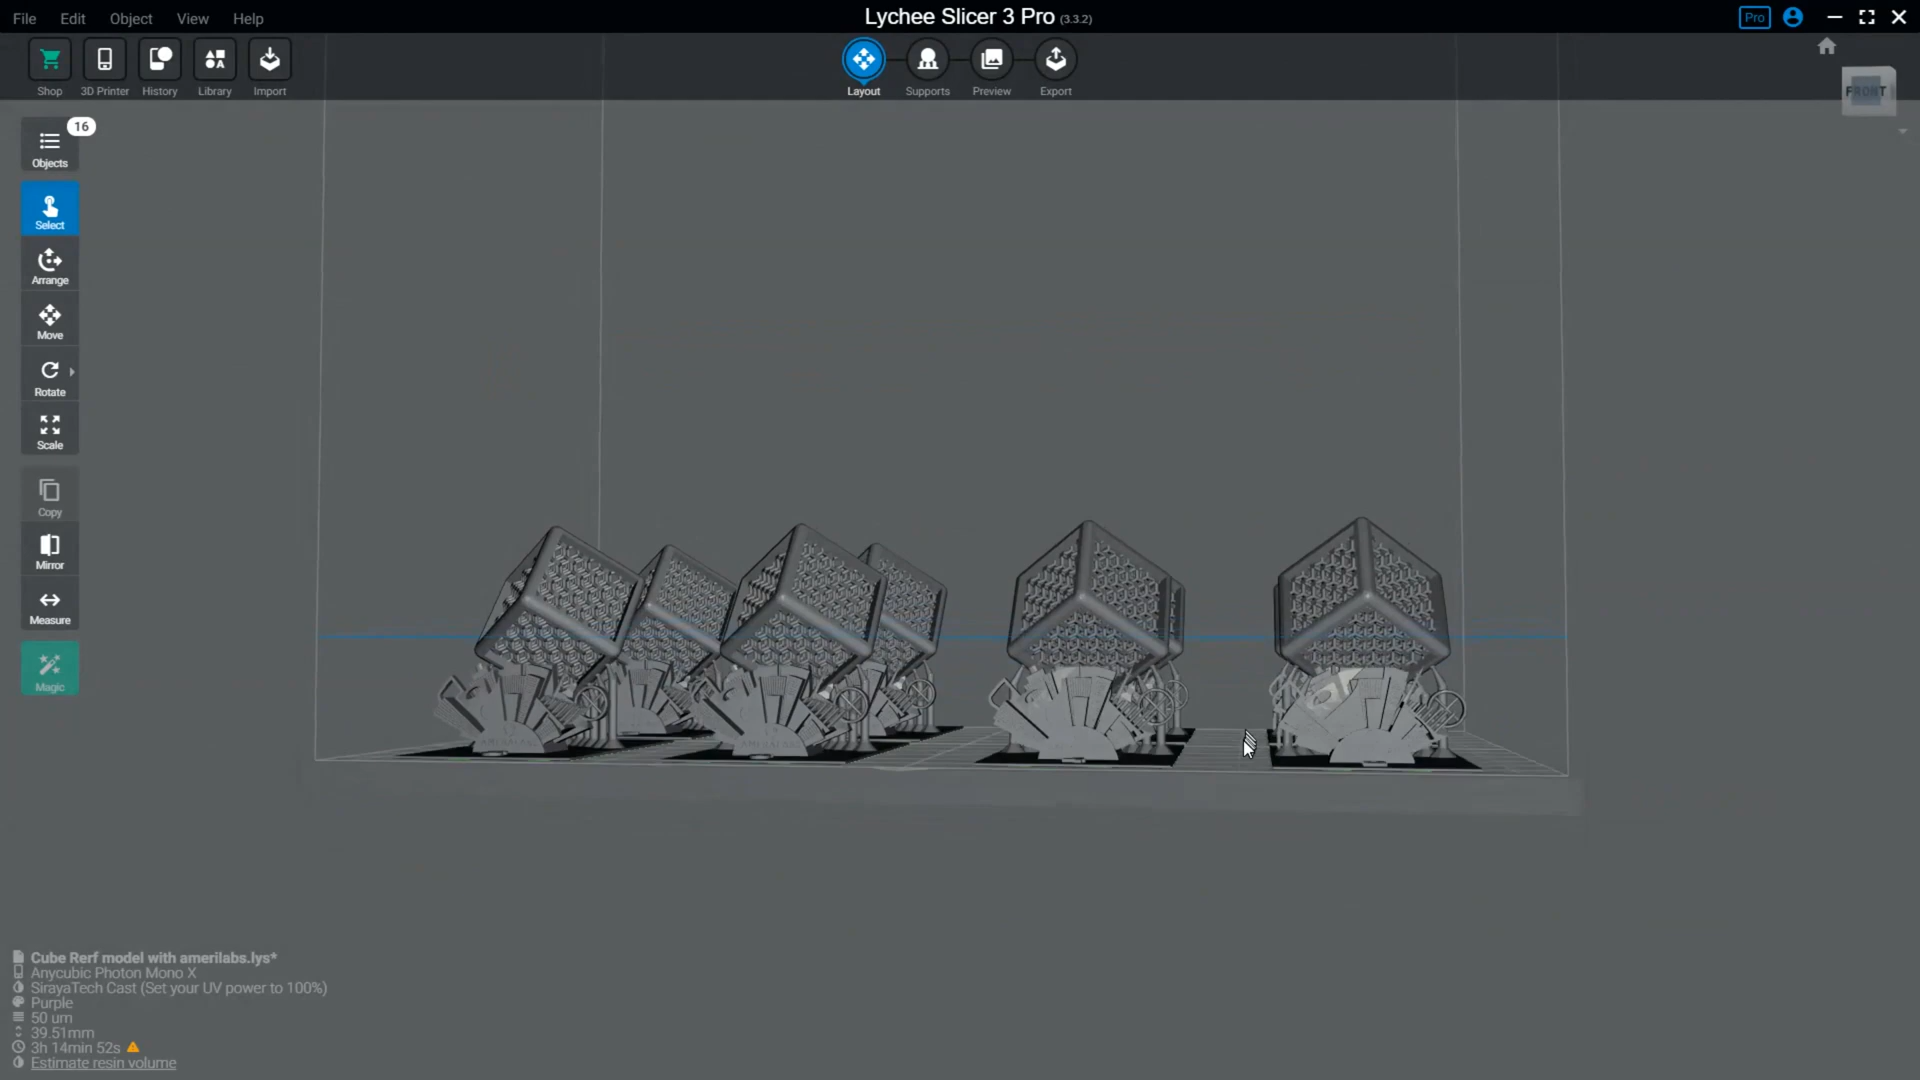 File Edit Object View Help
Lychee Slicer 3 Pro (3.3.2)
Pro
Shop 3D Printer History Library Import
Layout Supports Preview Export
FRONT
16
Objects
Select
Arrange
Move
Rotate
Scale
Copy
Mirror
Measure
Magic
Cube Rerf model with amerilabs.lys*
Anycubic Photon Mono X
SirayaTech Cast (Set your UV power to 100%)
Purple
50 um
39.51mm
3h 14min 52s
Estimate resin volume